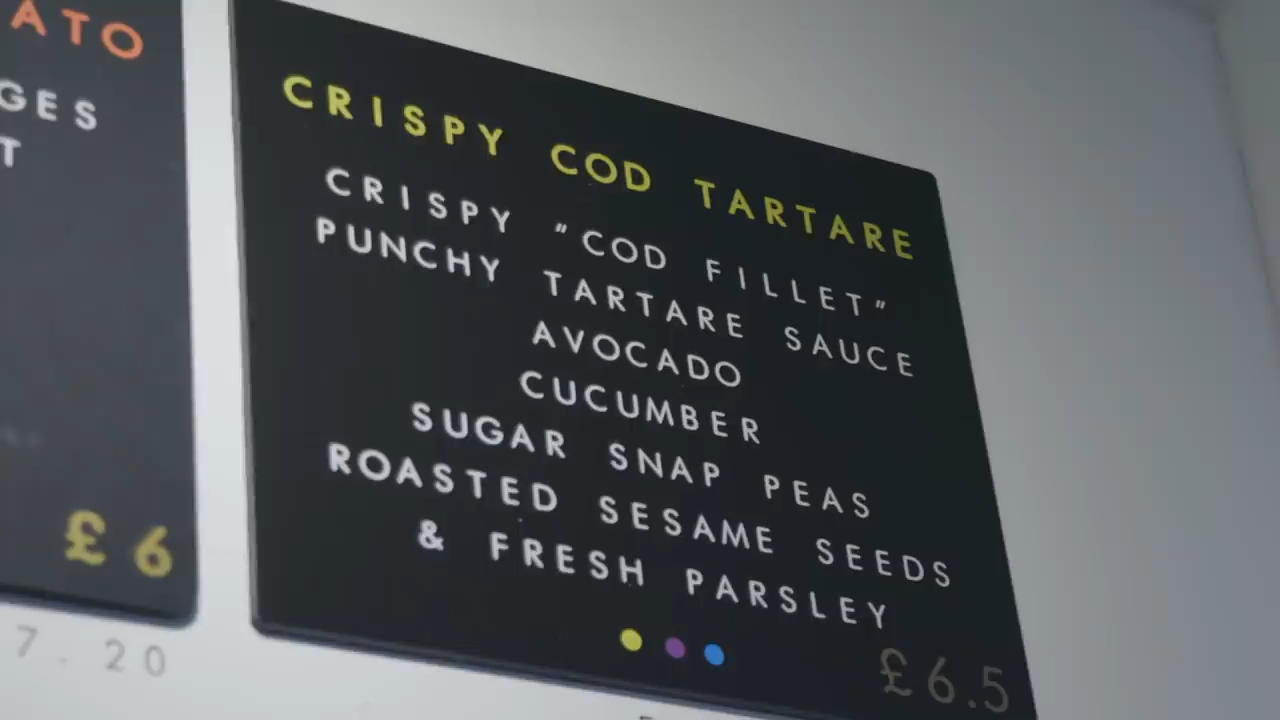 ATO
GES
T
£6
7.20
CRISPY COD TARTARE
CRISPY "COD FILLET"
PUNCHY TARTARE SAUCE
AVOCADO
CUCUMBER
SUGAR SNAP PEAS
ROASTED SESAME SEEDS
& FRESH PARSLEY
£6.5